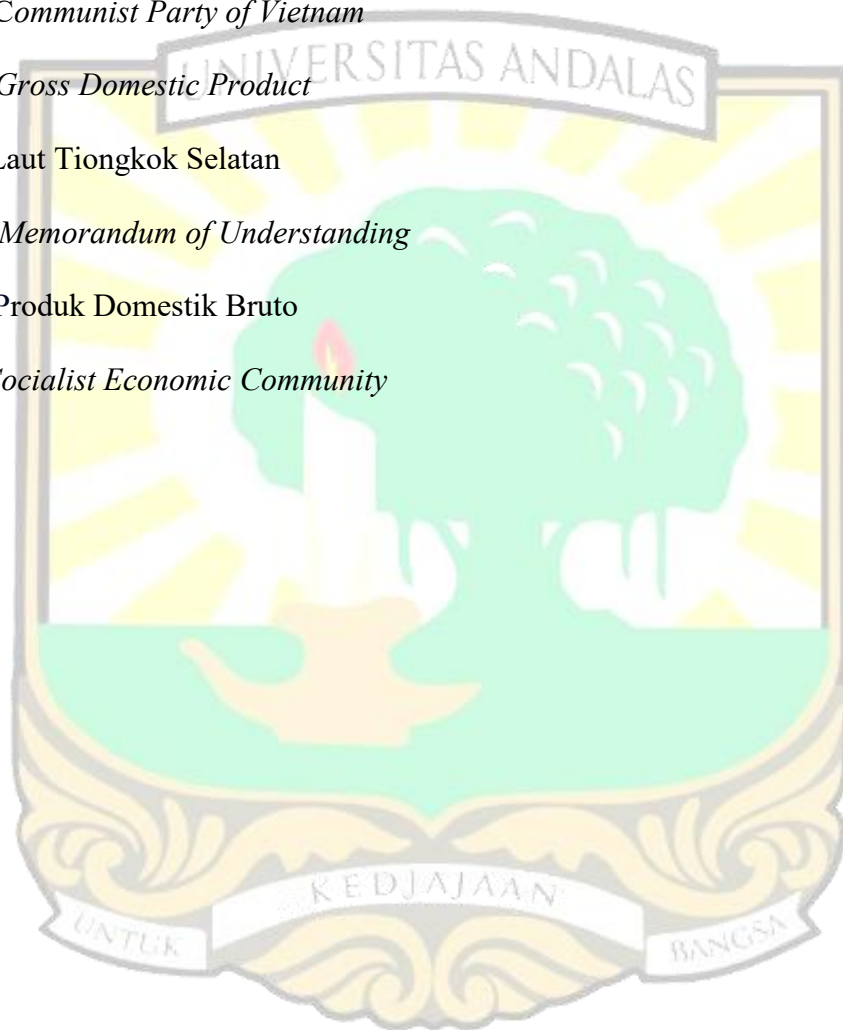 Communist Party of Vietnam
UNIVERSITAS ANDALAS
Gross Domestic Product
Laut Tiongkok Selatan
Memorandum of Understanding
Produk Domestik Bruto
Socialist Economic Community
KEDJAJAAN
UNTUK
BANGSA